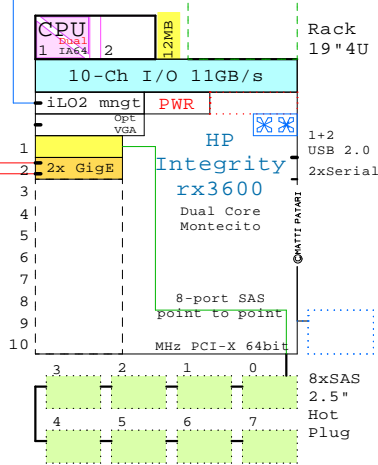 CPU
Dual
1 IA64 2
12MB
Rack
19"4U
10-Ch I/O 11GB/s
iLO2 mngt PWR
Opt
VGA
HP
Integrity
rx3600
Dual Core
Montecito
1+2
USB 2.0
2xSerial
©MATTI PATARI
1
2 2x GigE
3
4
5
6
7
8
9
10
8-port SAS
point to point
MHz PCI-X 64bit
3 2 1 0
4 5 6 7
8xSAS
2.5"
Hot
Plug